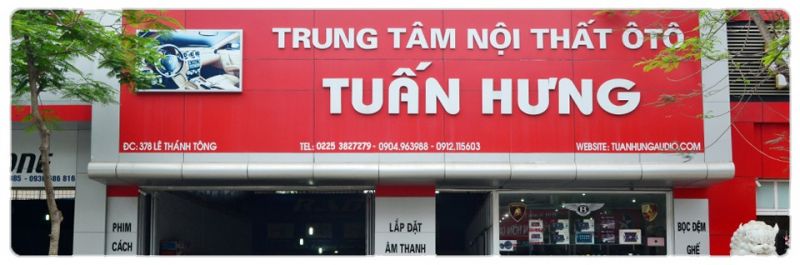 TRUNG TÂM NỘI THẤT ÔTÔ
TUẤN HƯNG
ĐC: 378 LÊ THÁNH TÔNG
TEL: 0225 3827279 - 0904.963988 - 0912.115603
WEBSITE: TUANHUNGAUDIO.COM
PHIM
CÁCH
LẮP DẶT
ÂM THANH
BỌC ĐỆM
GHẾ